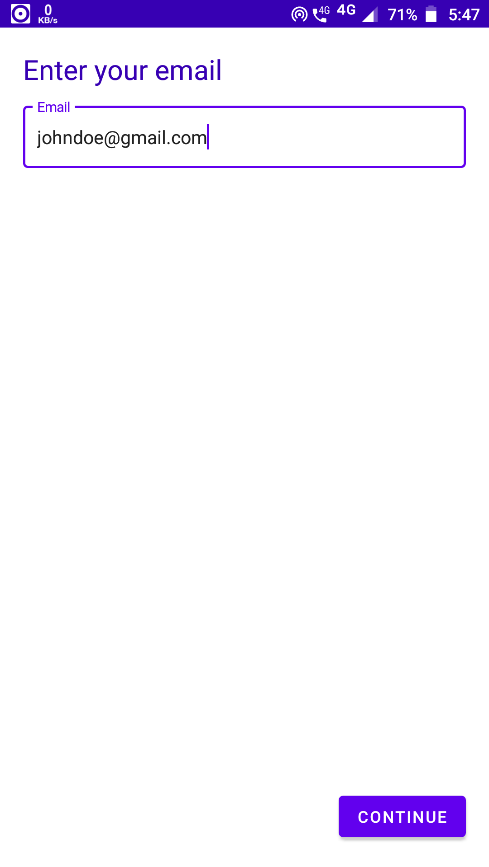 0
KB/s
4G
4G
71%
5:47
Enter your email
Email
johndoe@gmail.com
CONTINUE